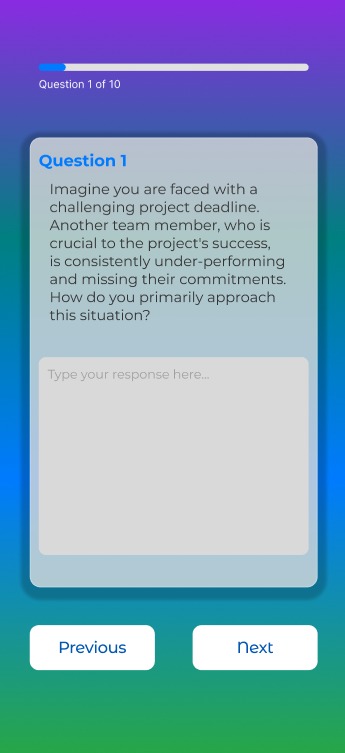 Question 1 of 10
Question 1
Imagine you are faced with a
challenging project deadline.
Another team member, who is
crucial to the project's success,
is consistently under-performing
and missing their commitments.
How do you primarily approach
this situation?
Type your response here...
Previous
Next